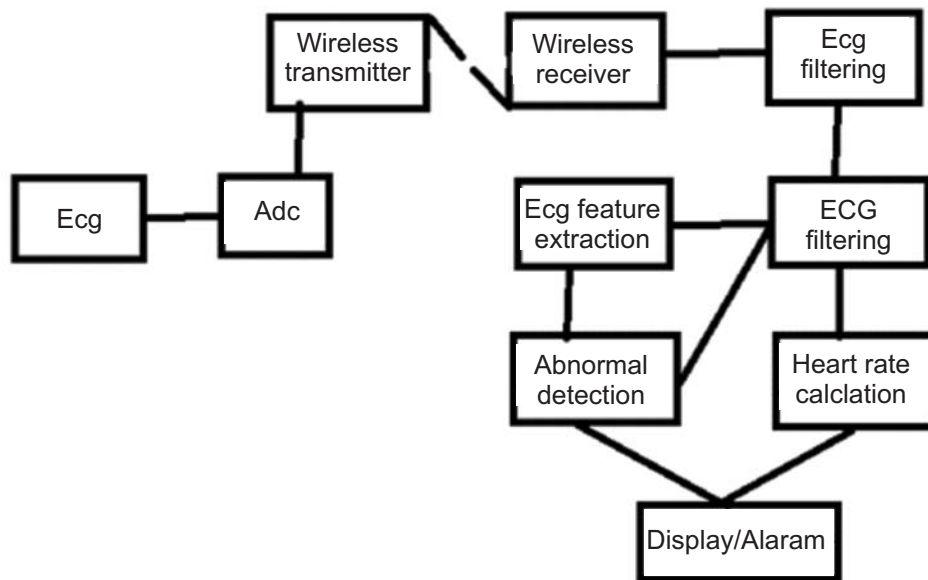 Wireless
transmitter
Wireless
receiver
Ecg
filtering
Ecg
Adc
Ecg feature
extraction
ECG
filtering
Abnormal
detection
Heart rate
calclation
Display/Alaram